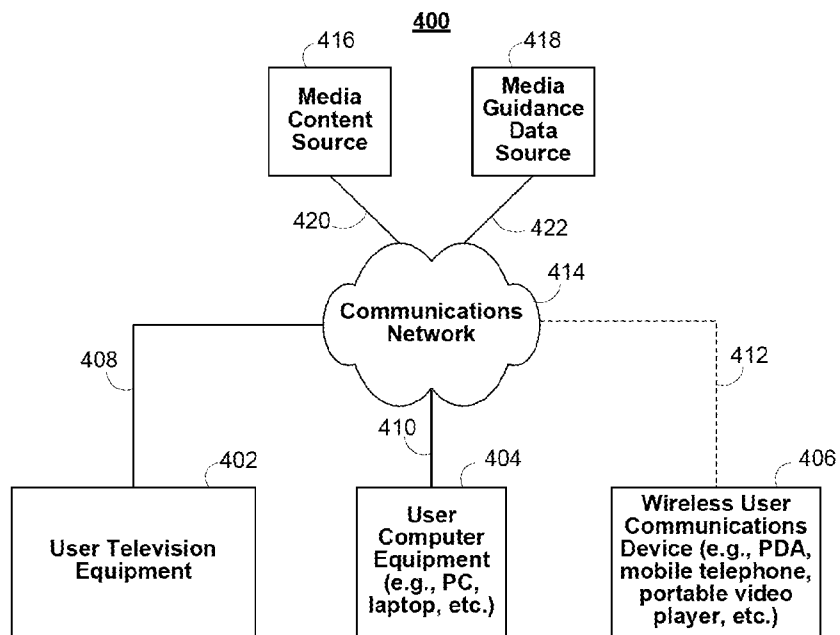 400
416
418
Media
Content
Source
Media
Guidance
Data
Source
420
422
414
Communications
Network
408
412
410
402
404
406
User Television
Equipment
User
Computer
Equipment
(e.g., PC,
laptop, etc.)
Wireless User
Communications
Device (e.g., PDA,
mobile telephone,
portable video
player, etc.)